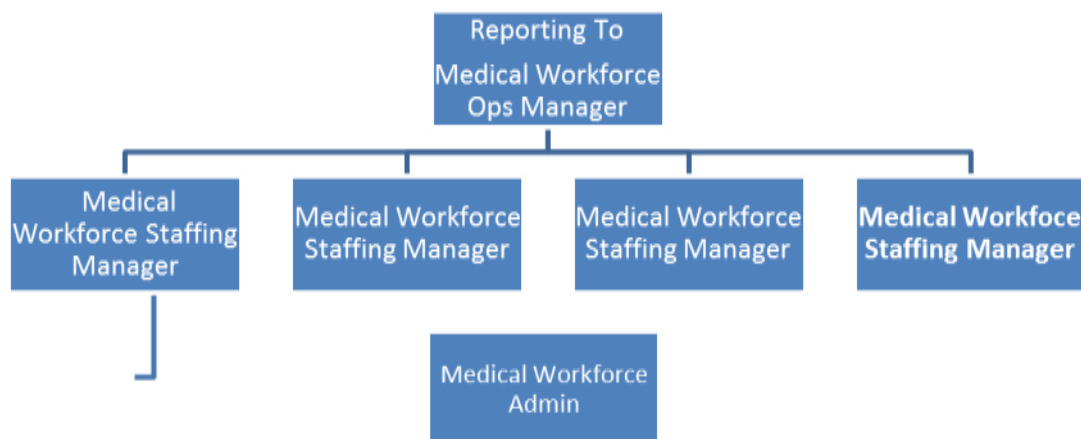 Reporting To
Medical Workforce
Ops Manager
Medical
Workforce Staffing
Manager
Medical Workforce
Staffing Manager
Medical Workforce
Staffing Manager
Medical Workfoce
Staffing Manager
Medical Workforce
Admin